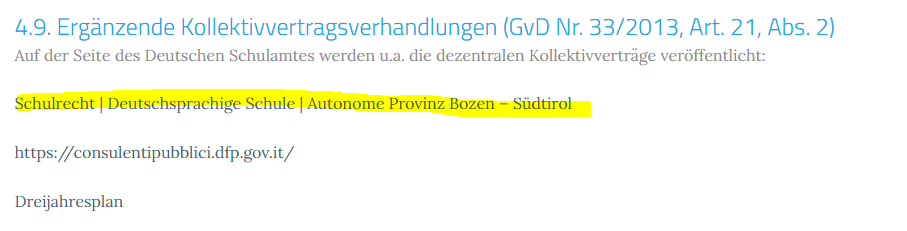 4.9. Ergänzende Kollektivvertragsverhandlungen (GvD Nr. 33/2013, Art. 21, Abs. 2)
Auf der Seite des Deutschen Schulamtes werden u.a. die dezentralen Kollektivverträge veröffentlicht:
Schulrecht | Deutschsprachige Schule | Autonome Provinz Bozen – Südtirol
https://consulentipubblici.dfp.gov.it/
Dreijahresplan